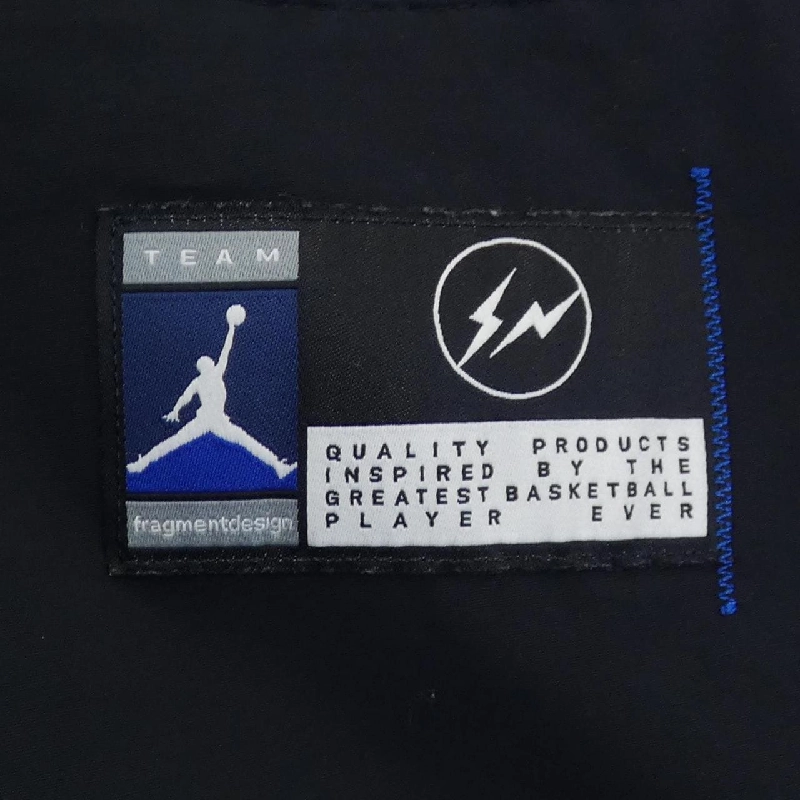 TEAM
fragmentdesign
QUALITY PRODUCTS
INSPIRED BY THE
GREATEST BASKETBALL
PLAYER EVER